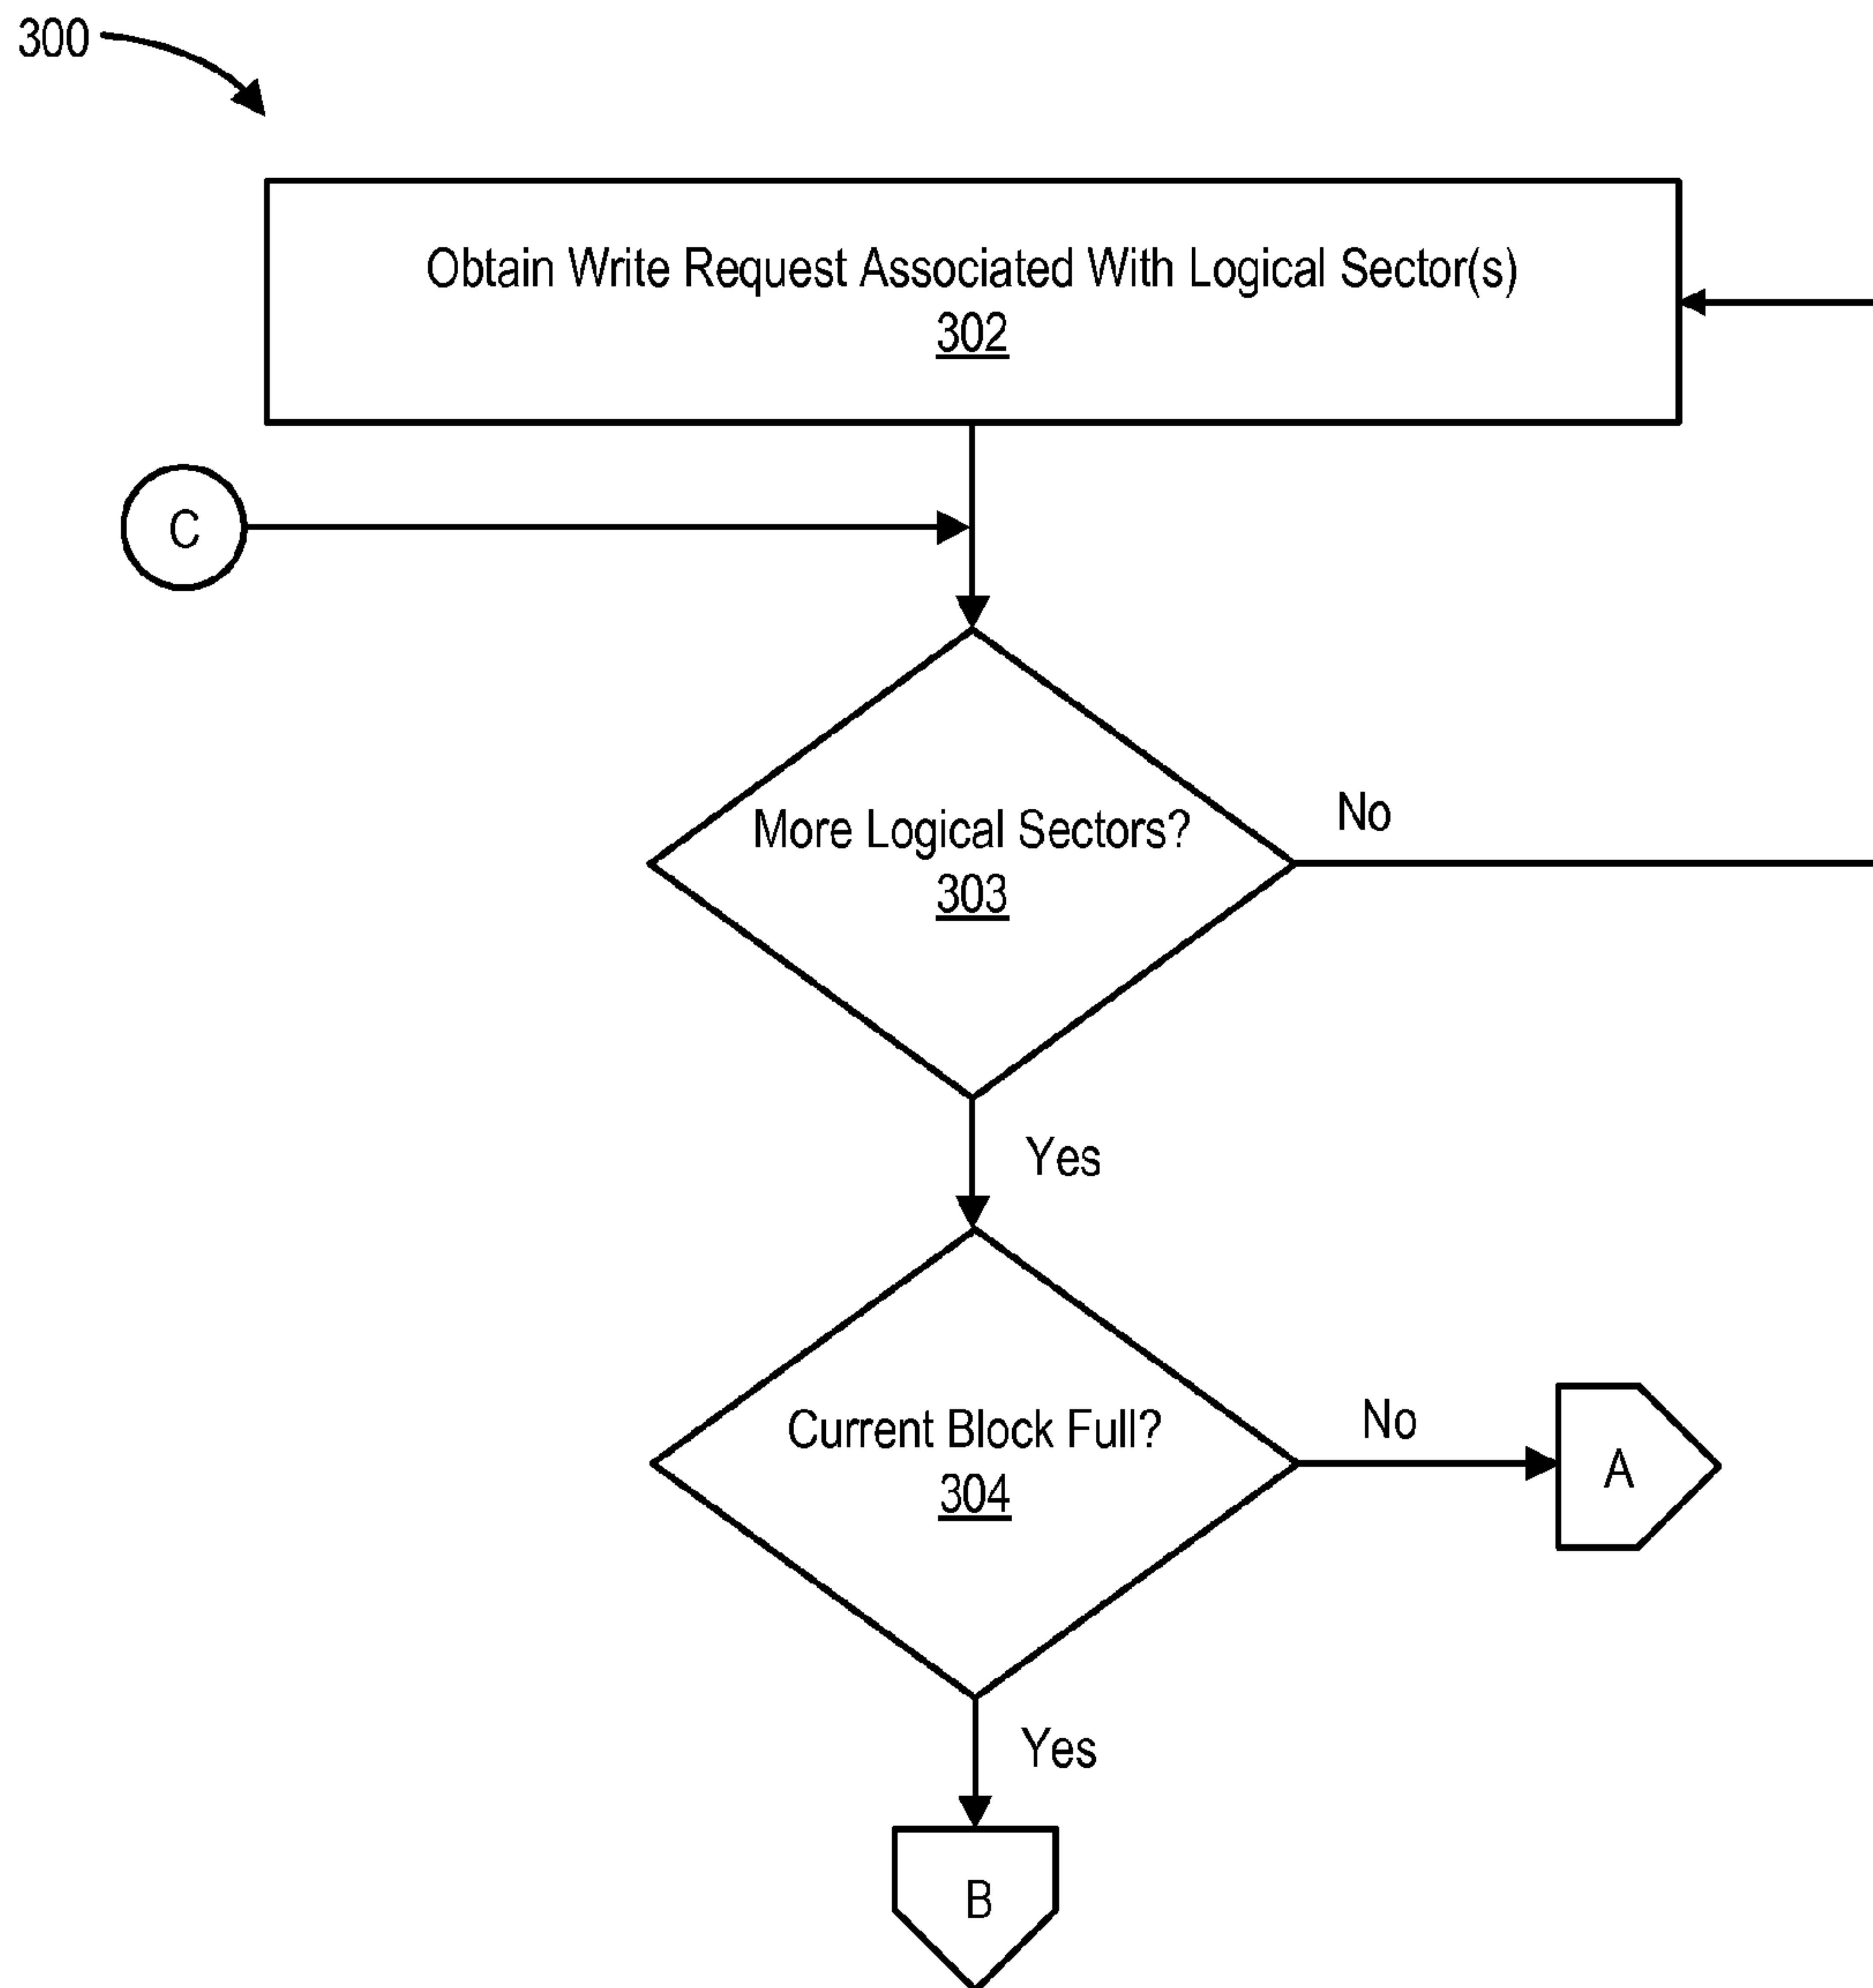 300
Obtain Write Request Associated With Logical Sector(s)
302
C
More Logical Sectors?
303
No
Yes
Current Block Full?
304
No
A
Yes
B